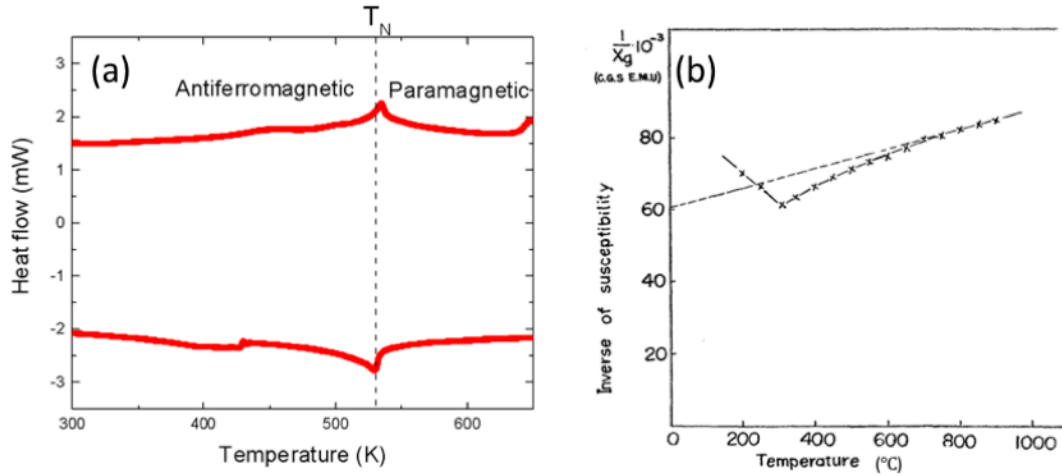 T_N
(a)
Antiferromagnetic
Paramagnetic
Heat flow (mW)
3
2
1
0
-1
-2
-3
300
400
500
600
Temperature (K)
(b)
1/Xg·10⁻³
(C.G.S E.M.U)
Inverse of susceptibility
80
60
40
20
0
200
400
600
800
1000
Temperature (°C)